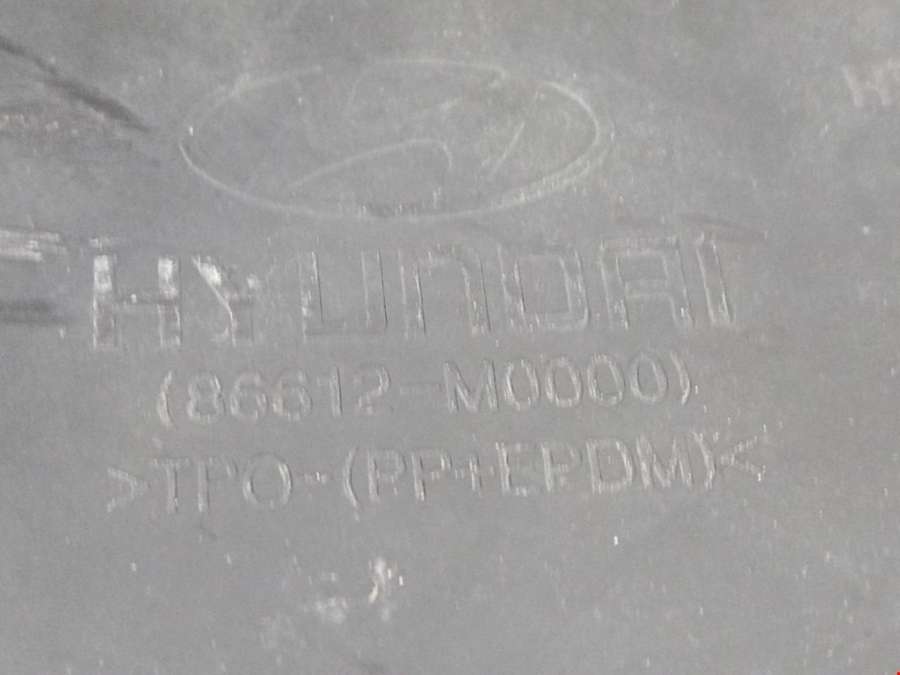 HYUNDAI
(86612-M0000)
>TPO-(PP+EPDM)<